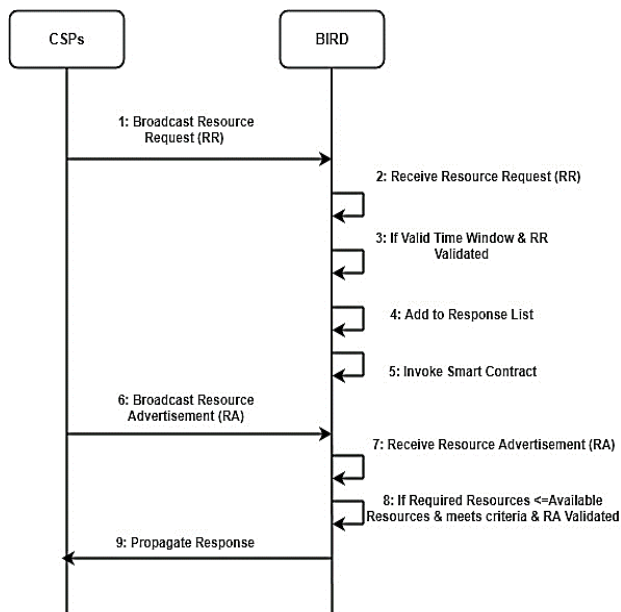 CSPs
BIRD
1: Broadcast Resource
Request (RR)
2: Receive Resource Request (RR)
3: If Valid Time Window & RR
Validated
4: Add to Response List
5: Invoke Smart Contract
6: Broadcast Resource
Advertisement (RA)
7: Receive Resource Advertisement (RA)
8: If Required Resources <=Available
Resources & meets criteria & RA Validated
9: Propagate Response